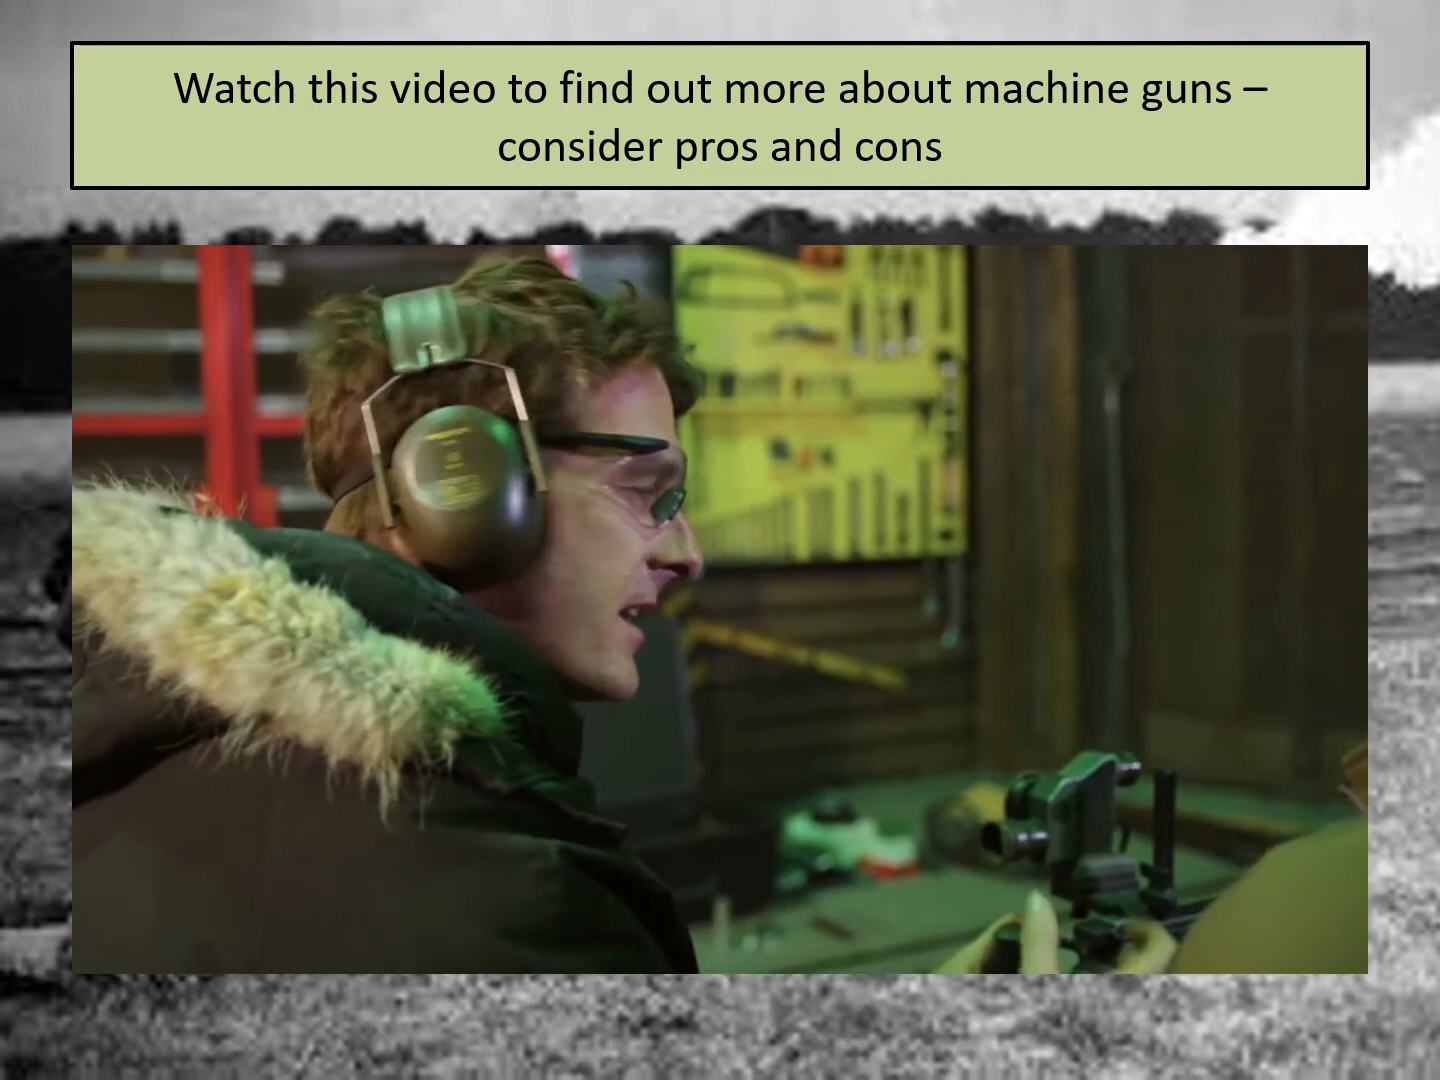 Watch this video to find out more about machine guns –
consider pros and cons